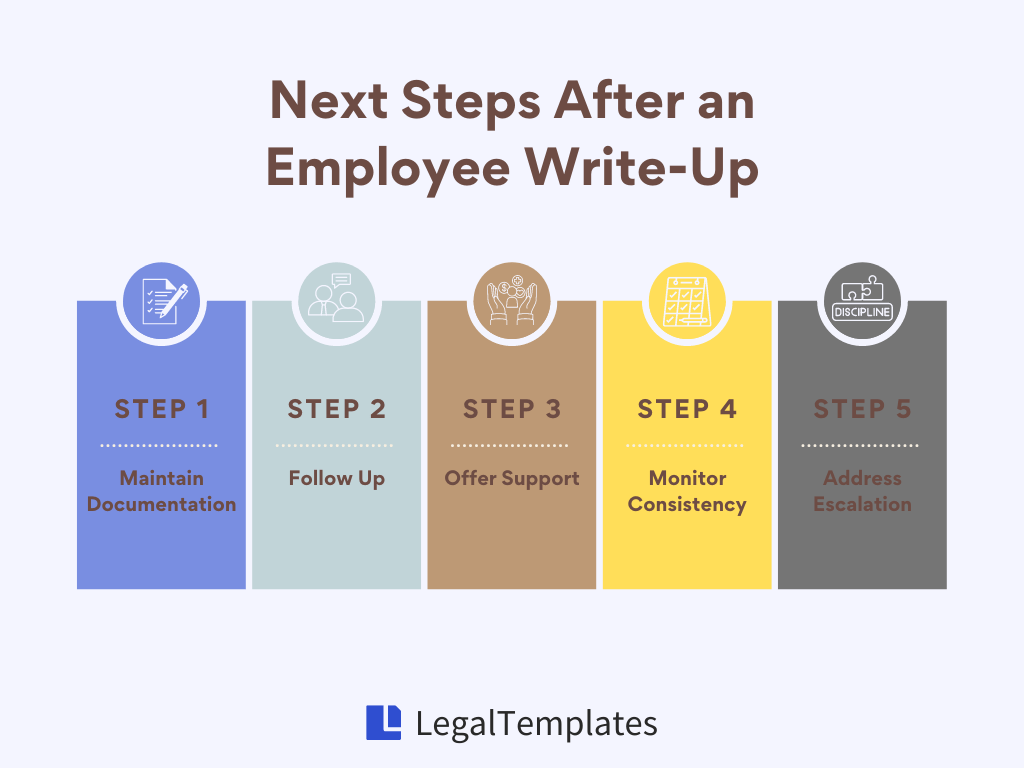 Next Steps After an
Employee Write-Up
DISCIPLINE
STEP 1
Maintain
Documentation
STEP 2
Follow Up
STEP 3
Offer Support
STEP 4
Monitor
Consistency
STEP 5
Address
Escalation
LegalTemplates